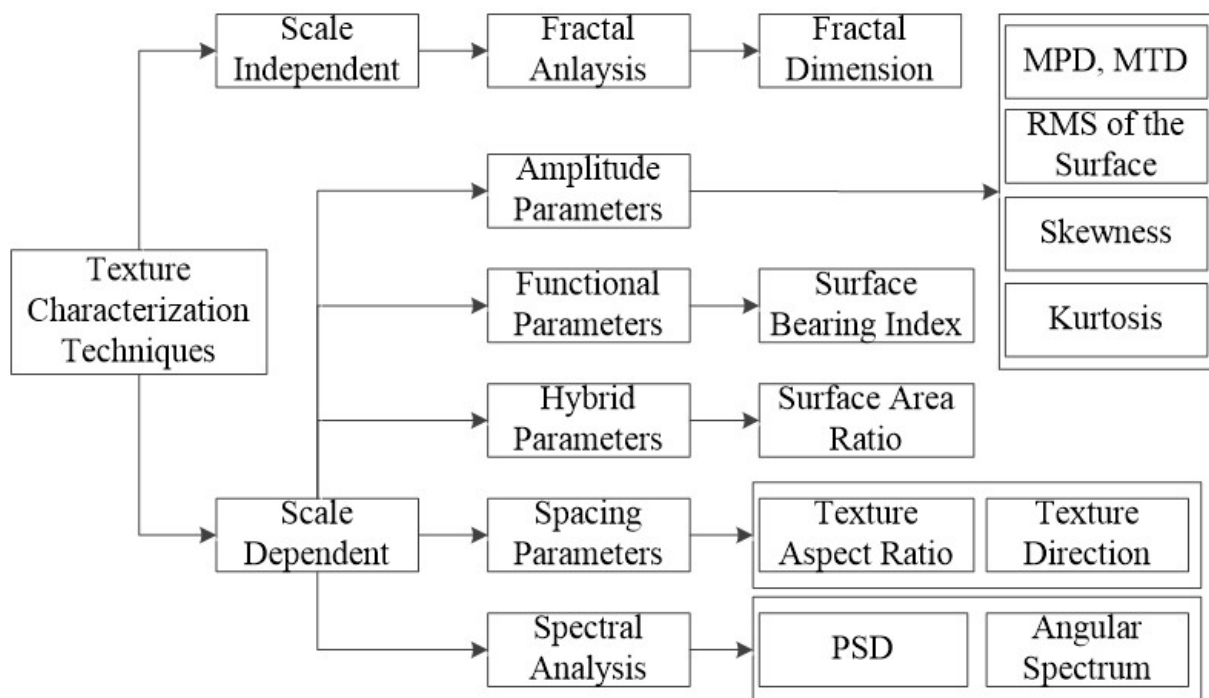 Texture
Characterization
Techniques
Scale
Independent
Fractal
Anlaysis
Fractal
Dimension
Scale
Dependent
Amplitude
Parameters
MPD, MTD
RMS of the
Surface
Skewness
Kurtosis
Functional
Parameters
Surface
Bearing Index
Hybrid
Parameters
Surface Area
Ratio
Spacing
Parameters
Texture
Aspect Ratio
Texture
Direction
Spectral
Analysis
PSD
Angular
Spectrum